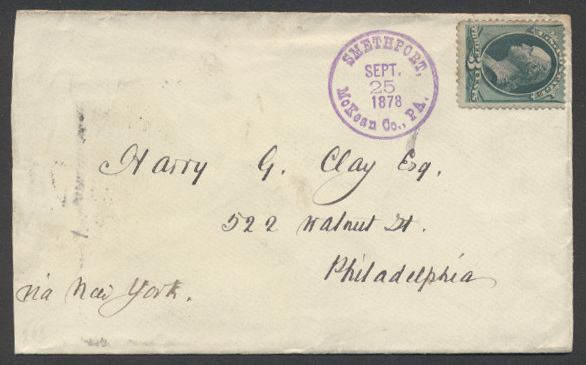 SMETHPORT,
SEPT.
25
1878
McKean Co., PA.
Harry G. Clay Esq.
522 Walnut St.
Philadelphia
via New York.